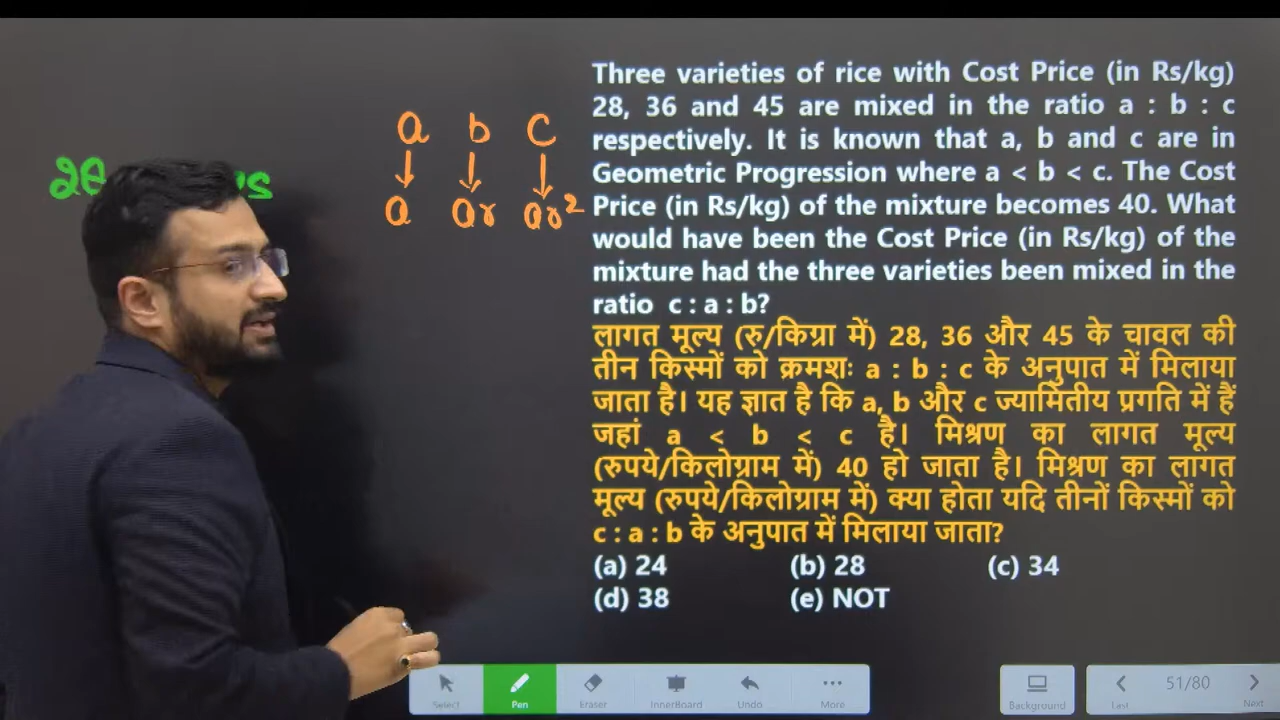 Three varieties of rice with Cost Price (in Rs/kg)
28, 36 and 45 are mixed in the ratio a : b : c
respectively. It is known that a, b and c are in
Geometric Progression where a < b < c. The Cost
Price (in Rs/kg) of the mixture becomes 40. What
would have been the Cost Price (in Rs/kg) of the
mixture had the three varieties been mixed in the
ratio c : a : b?
लागत मूल्य (रु/किग्रा में) 28, 36 और 45 के चावल की
तीन किस्मों को क्रमशः a : b : c के अनुपात में मिलाया
जाता है। यह ज्ञात है कि a, b और c ज्यामितीय प्रगति में हैं
जहां a < b < c है। मिश्रण का लागत मूल्य
(रुपये/किलोग्राम में) 40 हो जाता है। मिश्रण का लागत
मूल्य (रुपये/किलोग्राम में) क्या होता यदि तीनों किस्मों को
c : a : b के अनुपात में मिलाया जाता?
(a) 24 (b) 28 (c) 34
(d) 38 (e) NOT
a b c
↓ ↓ ↓
a ar ar²
Select Pen Eraser InnerBoard Undo More
Background
Last 51/80 Next